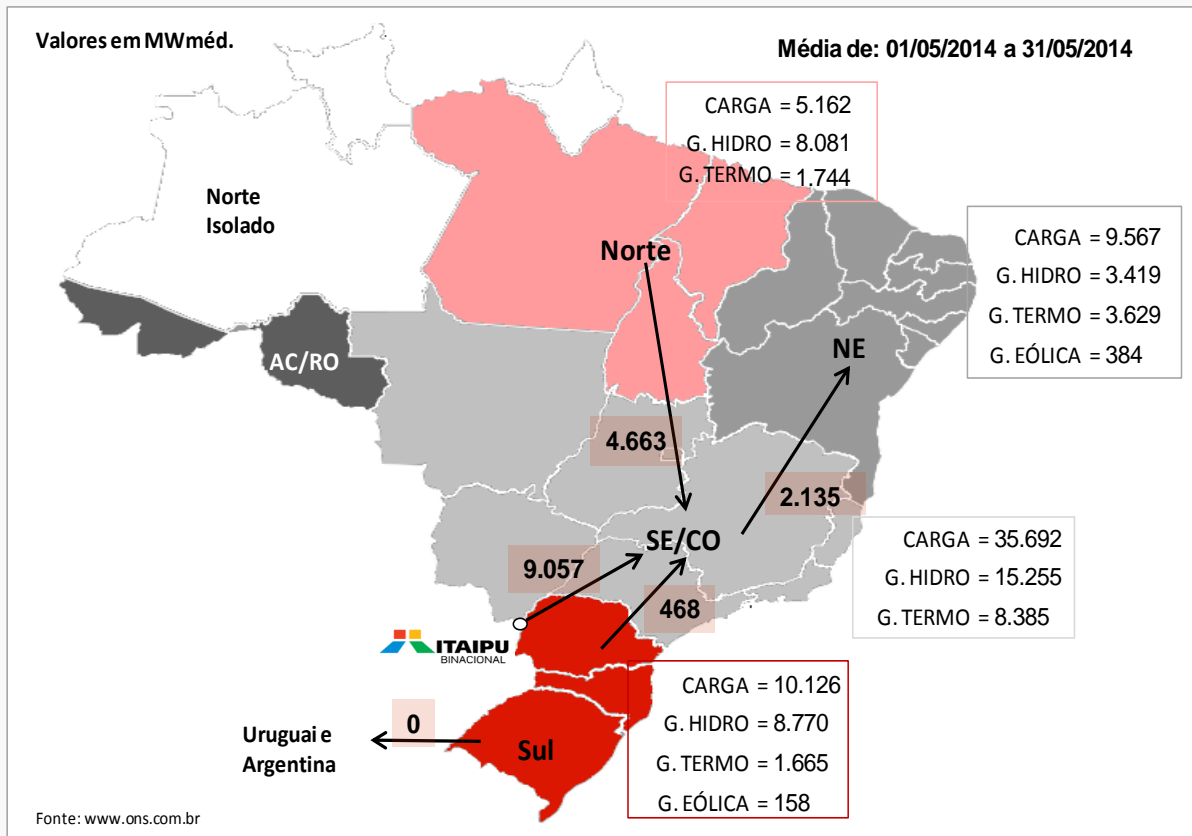 Valores em MWméd.
Média de: 01/05/2014 a 31/05/2014
CARGA = 5.162
G. HIDRO = 8.081
G. TERMO = 1.744
Norte
Isolado
Norte
CARGA = 9.567
G. HIDRO = 3.419
G. TERMO = 3.629
G. EÓLICA = 384
AC/RO
NE
4.663
2.135
SE/CO
CARGA = 35.692
G. HIDRO = 15.255
G. TERMO = 8.385
9.057
468
ITAIPU
BINACIONAL
CARGA = 10.126
G. HIDRO = 8.770
G. TERMO = 1.665
G. EÓLICA = 158
0
Uruguai e
Argentina
Sul
Fonte: www.ons.com.br